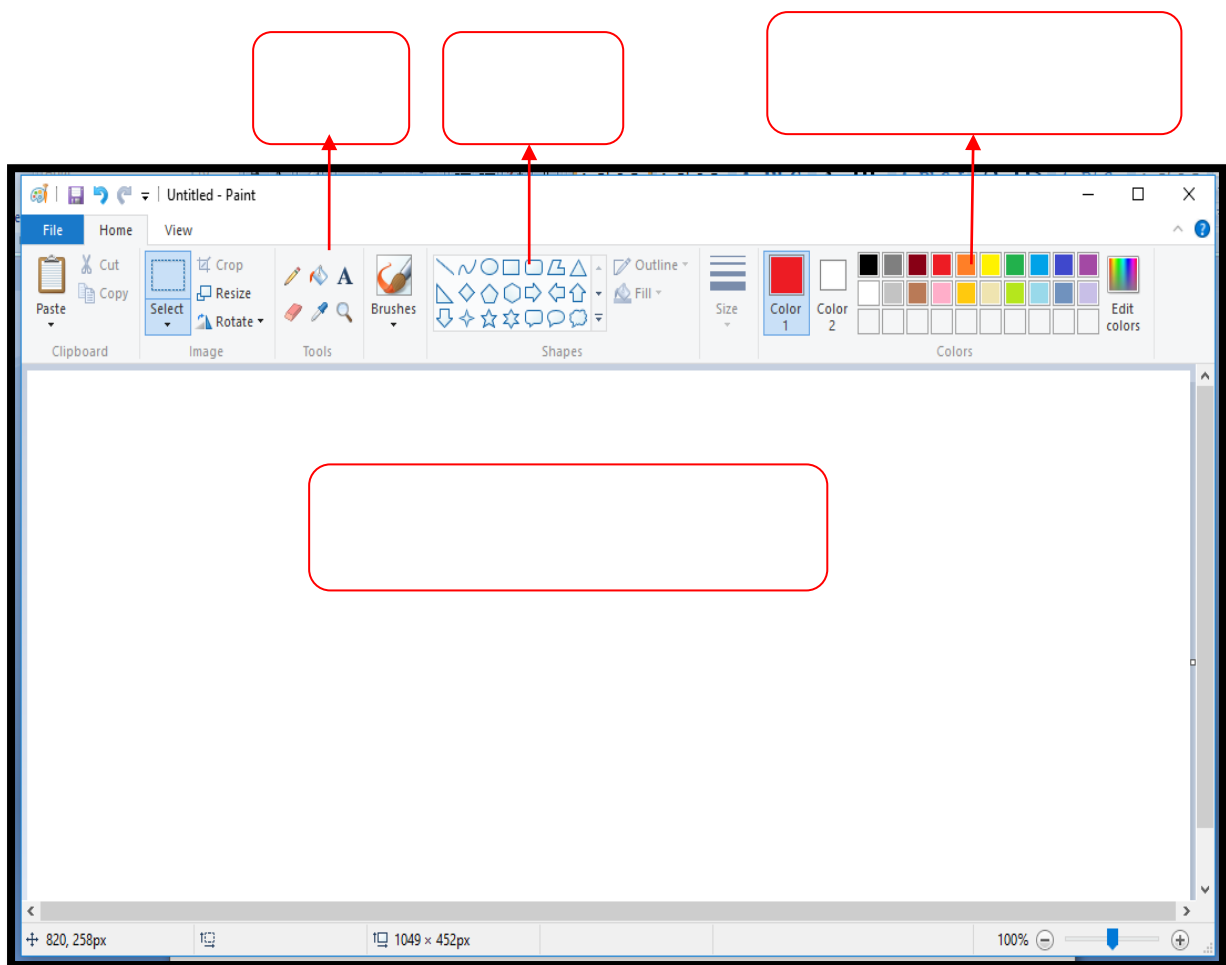 Untitled - Paint
File Home View
Cut
Copy
Paste
Clipboard
Select
Crop
Resize
Rotate
Image
A
Tools
Brushes
Outline
Fill
Shapes
Size
Color 1
Color 2
Edit colors
Colors
820, 258px
1049 × 452px
100%